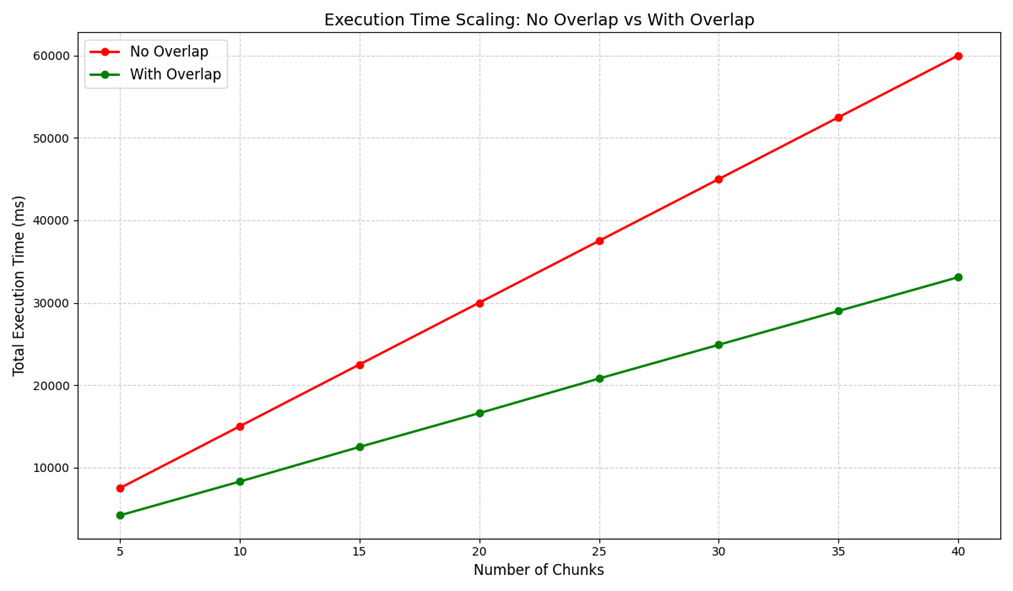 Execution Time Scaling: No Overlap vs With Overlap
No Overlap
With Overlap
60000
50000
40000
30000
20000
10000
Total Execution Time (ms)
5 10 15 20 25 30 35 40
Number of Chunks